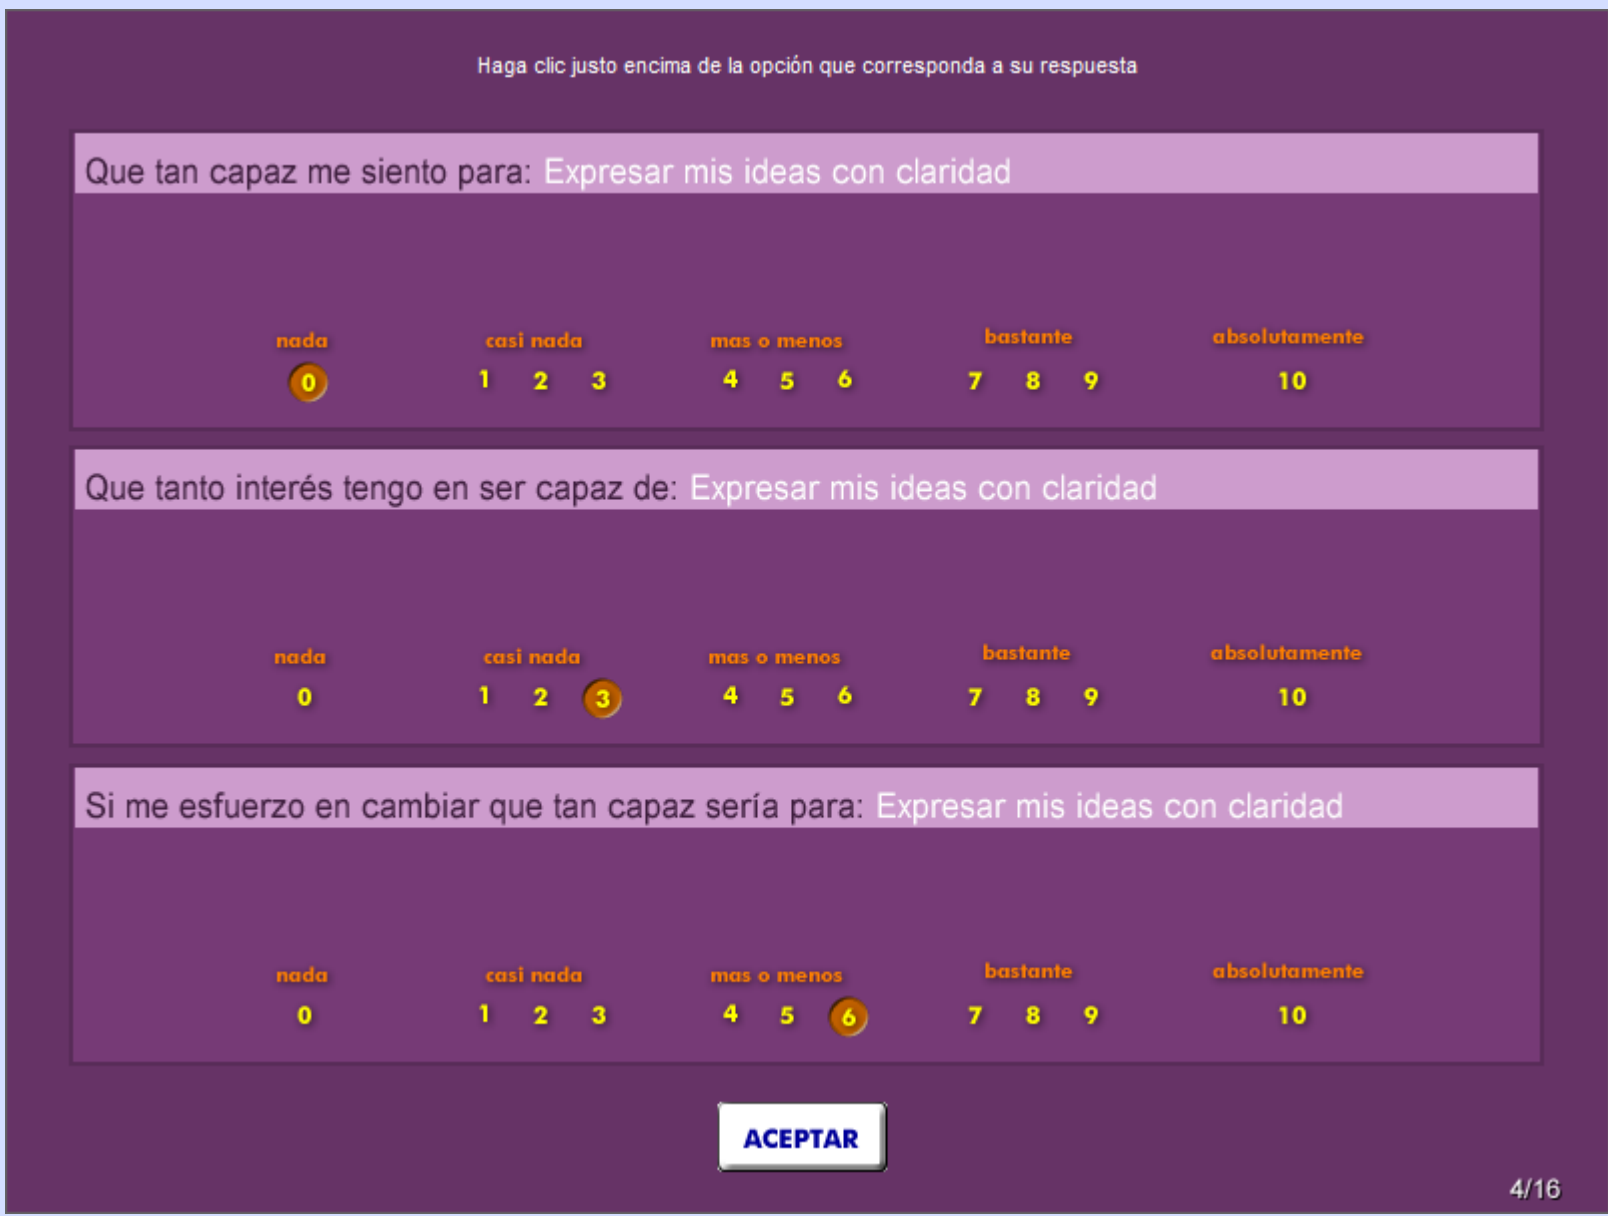 Haga clic justo encima de la opción que corresponda a su respuesta
Que tan capaz me siento para: Expresar mis ideas con claridad
nada casi nada mas o menos bastante absolutamente
0 1 2 3 4 5 6 7 8 9 10
Que tanto interés tengo en ser capaz de: Expresar mis ideas con claridad
nada casi nada mas o menos bastante absolutamente
0 1 2 3 4 5 6 7 8 9 10
Si me esfuerzo en cambiar que tan capaz sería para: Expresar mis ideas con claridad
nada casi nada mas o menos bastante absolutamente
0 1 2 3 4 5 6 7 8 9 10
ACEPTAR
4/16